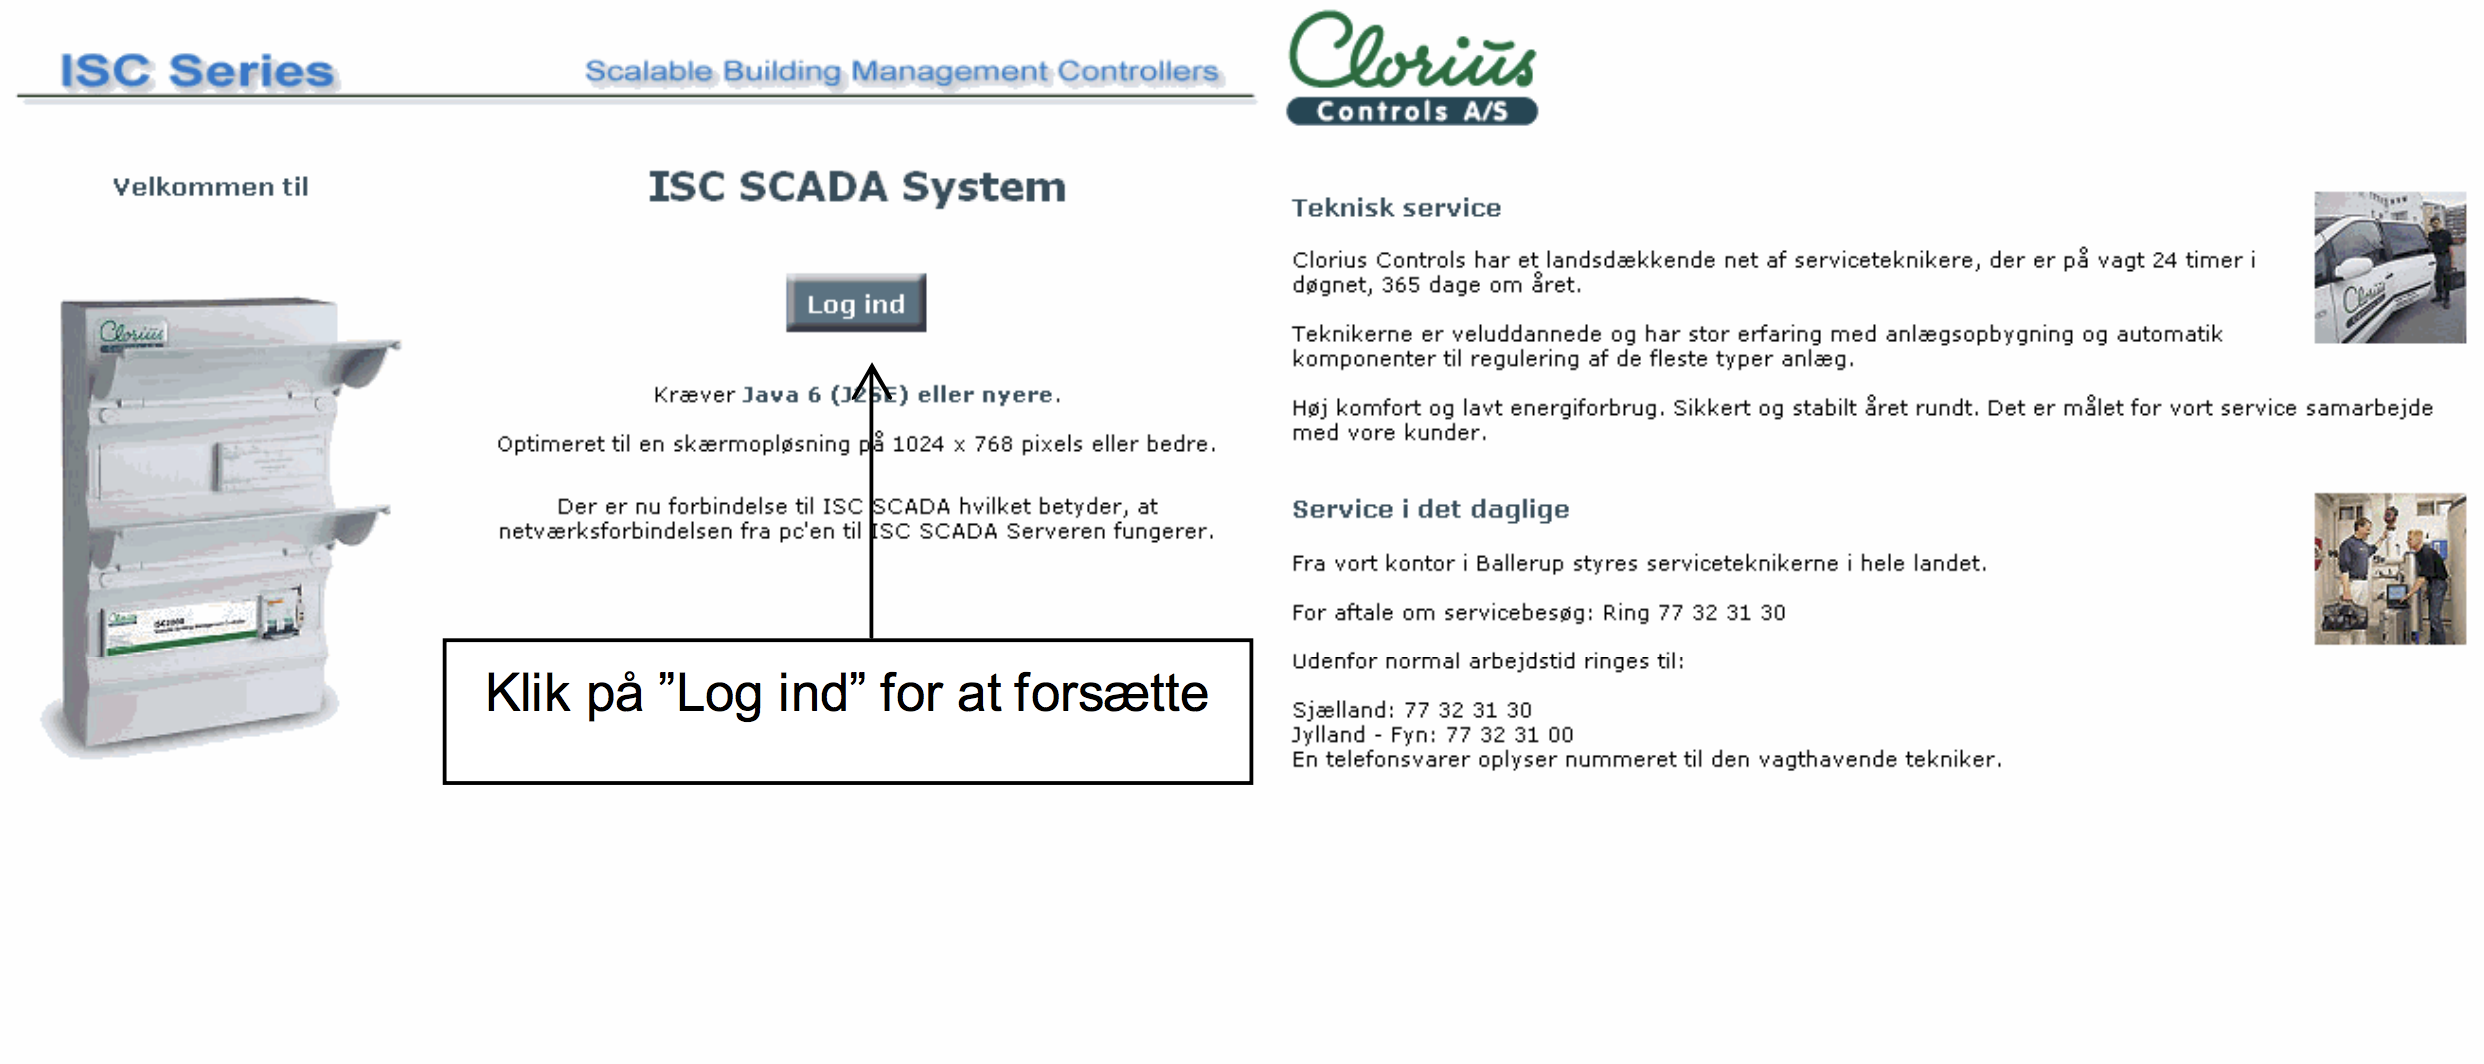 ISC Series
Scalable Building Management Controllers
Clorius
Controls A/S
Velkommen til
ISC SCADA System
Log ind
Kræver Java 6 (J2SE) eller nyere.
Optimeret til en skærmopløsning på 1024 x 768 pixels eller bedre.
Der er nu forbindelse til ISC SCADA hvilket betyder, at
netværksforbindelsen fra pc'en til ISC SCADA Serveren fungerer.
Klik på ”Log ind” for at forsætte
Clorius
Clorius
Teknisk service
Clorius Controls har et landsdækkende net af serviceteknikere, der er på vagt 24 timer i
døgnet, 365 dage om året.
Teknikerne er veluddannede og har stor erfaring med anlægsopbygning og automatik
komponenter til regulering af de fleste typer anlæg.
Høj komfort og lavt energiforbrug. Sikkert og stabilt året rundt. Det er målet for vort service samarbejde
med vore kunder.
Clorius
Service i det daglige
Fra vort kontor i Ballerup styres serviceteknikerne i hele landet.
For aftale om servicebesøg: Ring 77 32 31 30
Udenfor normal arbejdstid ringes til:
Sjælland: 77 32 31 30
Jylland - Fyn: 77 32 31 00
En telefonsvarer oplyser nummeret til den vagthavende tekniker.